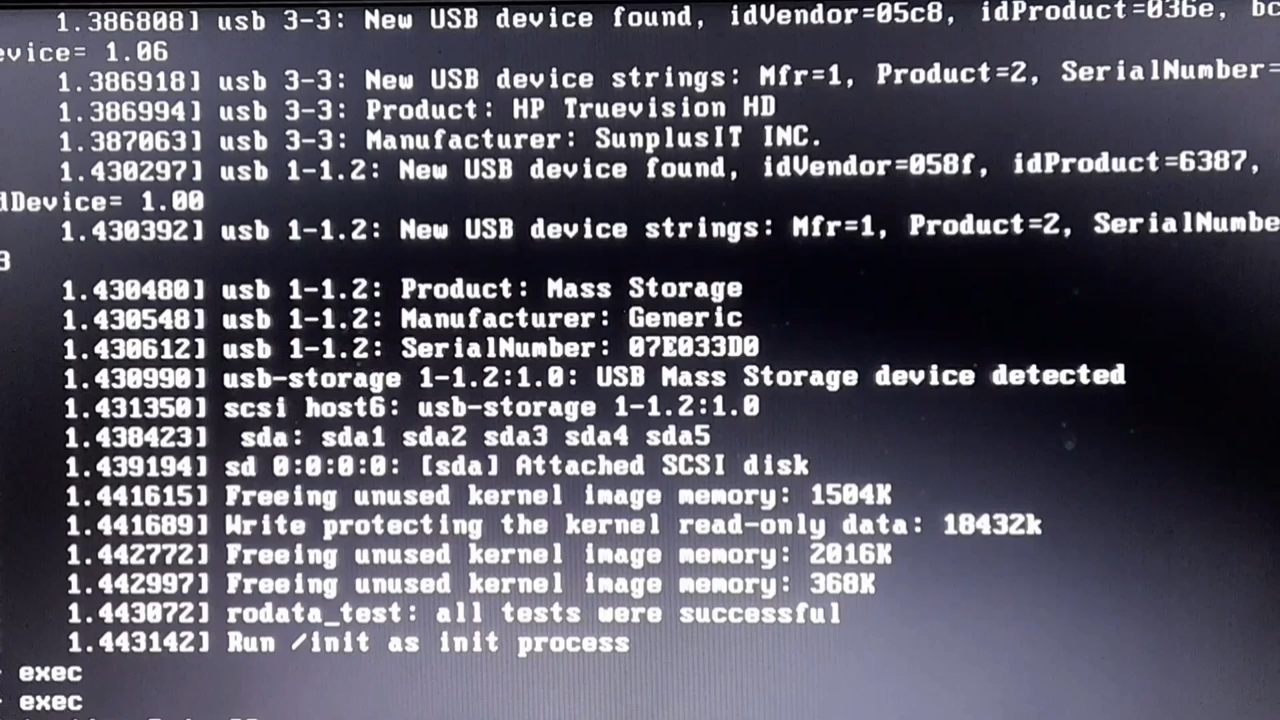 1.386808] usb 3-3: New USB device found, idVendor=05c8, idProduct=036e, bc
evice= 1.06
1.386918] usb 3-3: New USB device strings: Mfr=1, Product=2, SerialNumber=
1.386994] usb 3-3: Product: HP Truevision HD
1.387063] usb 3-3: Manufacturer: SunplusIT INC.
1.430297] usb 1-1.2: New USB device found, idVendor=058f, idProduct=6387,
dDevice= 1.00
1.430392] usb 1-1.2: New USB device strings: Mfr=1, Product=2, SerialNumbe
3
1.430480] usb 1-1.2: Product: Mass Storage
1.430548] usb 1-1.2: Manufacturer: Generic
1.430612] usb 1-1.2: SerialNumber: 07E033D0
1.430990] usb-storage 1-1.2:1.0: USB Mass Storage device detected
1.431350] scsi host6: usb-storage 1-1.2:1.0
1.438423]  sda: sda1 sda2 sda3 sda4 sda5
1.439194] sd 0:0:0:0: [sda] Attached SCSI disk
1.441615] Freeing unused kernel image memory: 1504K
1.441689] Write protecting the kernel read-only data: 18432k
1.442772] Freeing unused kernel image memory: 2016K
1.442997] Freeing unused kernel image memory: 368K
1.443072] rodata_test: all tests were successful
1.443142] Run /init as init process
exec
exec